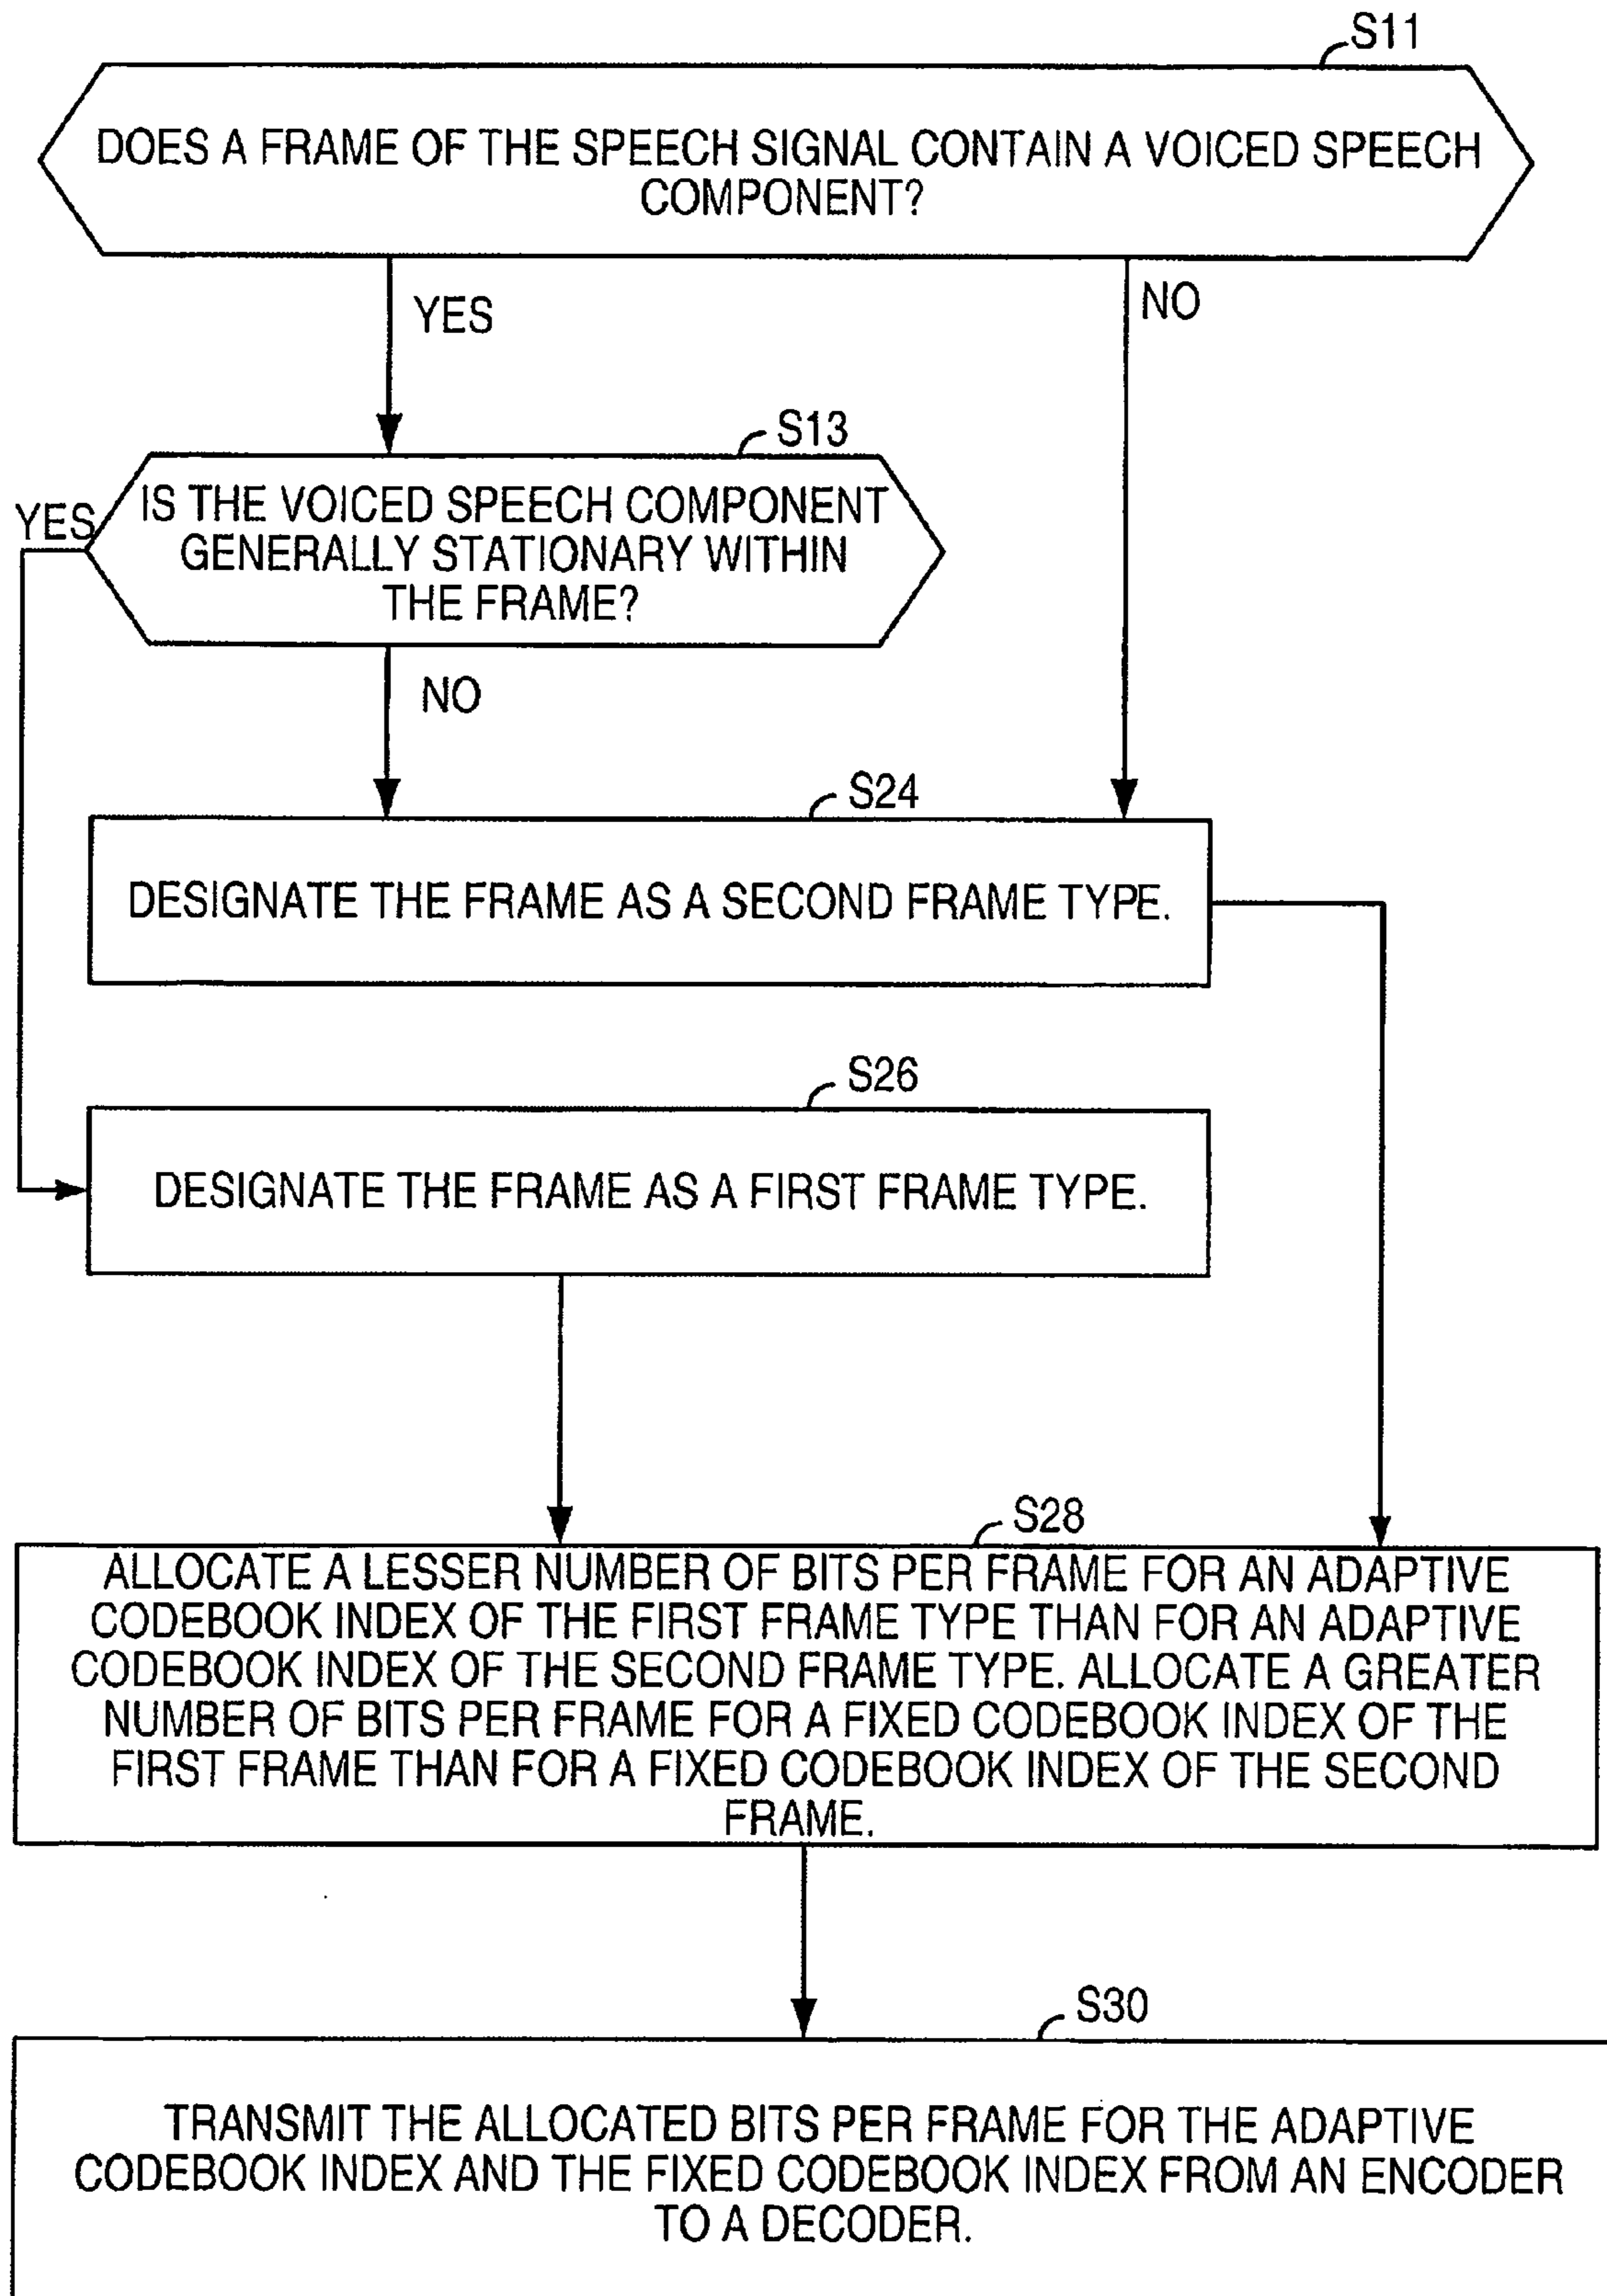 S11
DOES A FRAME OF THE SPEECH SIGNAL CONTAIN A VOICED SPEECH
COMPONENT?
YES
NO
S13
YES
IS THE VOICED SPEECH COMPONENT
GENERALLY STATIONARY WITHIN
THE FRAME?
NO
S24
DESIGNATE THE FRAME AS A SECOND FRAME TYPE.
S26
DESIGNATE THE FRAME AS A FIRST FRAME TYPE.
S28
ALLOCATE A LESSER NUMBER OF BITS PER FRAME FOR AN ADAPTIVE
CODEBOOK INDEX OF THE FIRST FRAME TYPE THAN FOR AN ADAPTIVE
CODEBOOK INDEX OF THE SECOND FRAME TYPE. ALLOCATE A GREATER
NUMBER OF BITS PER FRAME FOR A FIXED CODEBOOK INDEX OF THE
FIRST FRAME THAN FOR A FIXED CODEBOOK INDEX OF THE SECOND
FRAME.
S30
TRANSMIT THE ALLOCATED BITS PER FRAME FOR THE ADAPTIVE
CODEBOOK INDEX AND THE FIXED CODEBOOK INDEX FROM AN ENCODER
TO A DECODER.